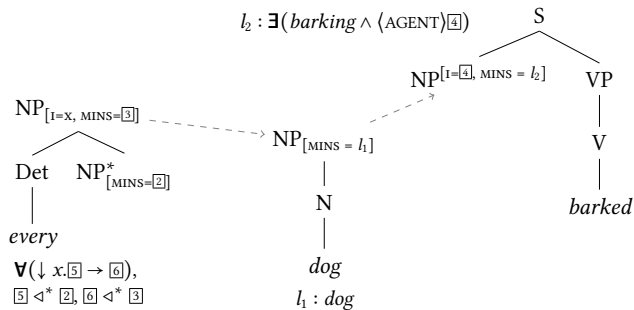 l₂ : ∃(barking ∧ ⟨AGENT⟩[4])
S
NP[I=[4], MINS = l₂]
VP
NP[I=X, MINS=[3]]
NP[MINS = l₁]
V
Det
NP*[MINS=[2]]
N
barked
every
dog
∀(↓ x.[5] → [6]),
[5] ◁* [2], [6] ◁* [3]
l₁ : dog